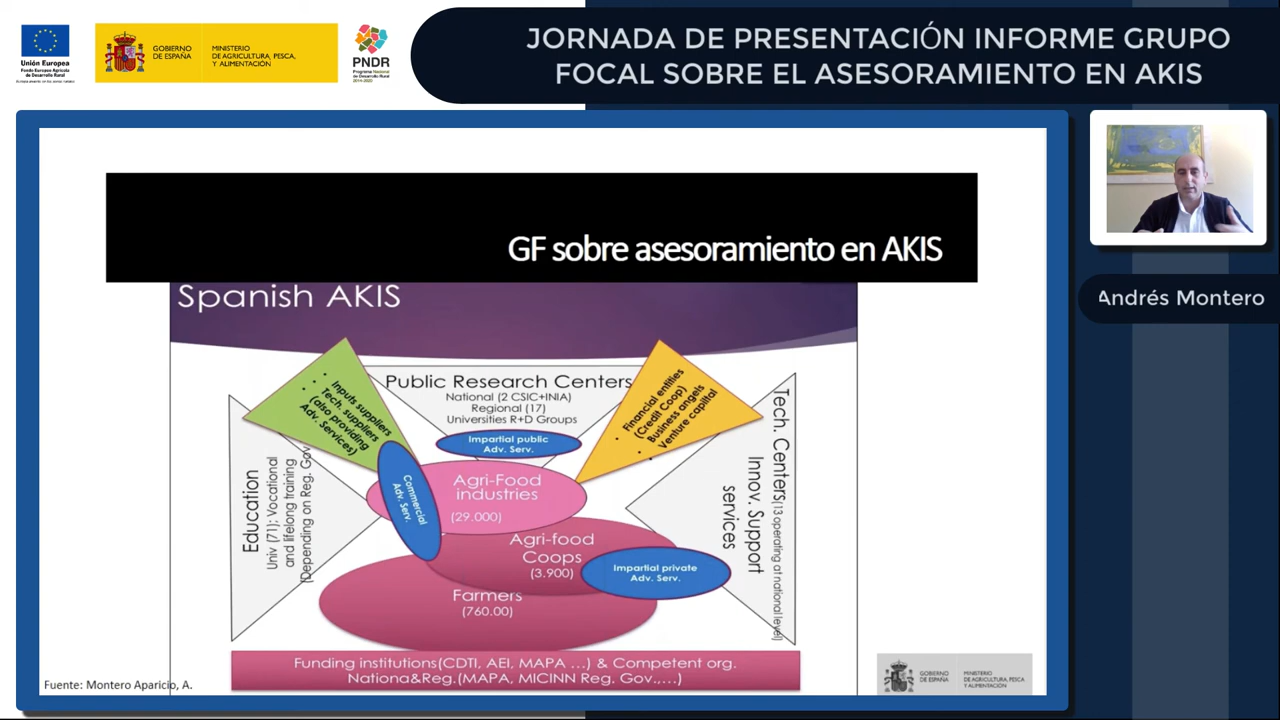 Unión Europea
Fondo Europeo Agrícola
de Desarrollo Rural
GOBIERNO
DE ESPAÑA
MINISTERIO
DE AGRICULTURA, PESCA,
Y ALIMENTACIÓN
PNDR
Programa Nacional
de Desarrollo Rural
2014-2020
JORNADA DE PRESENTACIÓN INFORME GRUPO
FOCAL SOBRE EL ASESORAMIENTO EN AKIS
Andrés Montero
GF sobre asesoramiento en AKIS
Spanish AKIS
• Inputs suppliers
• Tech. suppliers
• (also providing
Adv. Services)
Public Research Centers
National (2 CSIC+INIA)
Regional (17)
Universities R+D Groups
Impartial public
Adv. Serv.
Financial entities
• (Credit Coop)
• Business angels
• Venture capiltal
Education
Univ (71); Vocational
and lifelong training
(Depending on Reg. Gov
Commercial
Adv. Serv.
Agri-Food
industries
(29.000)
Agri-food
Coops
(3.900)
Impartial private
Adv. Serv.
Farmers
(760.00)
Tech. Centers(13 operating at national level)
Innov. Support
services
Funding institutions(CDTI, AEI, MAPA ...) & Competent org.
Nationa&Reg.(MAPA, MICINN Reg. Gov.,...)
Fuente: Montero Aparicio, A.
GOBIERNO
DE ESPAÑA
MINISTERIO
DE AGRICULTURA, PESCA
Y ALIMENTACIÓN